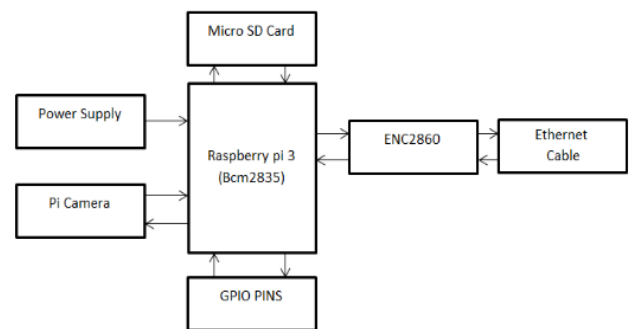 Micro SD Card
Power Supply
Raspberry pi 3
(Bcm2835)
ENC2860
Ethernet
Cable
Pi Camera
GPIO PINS